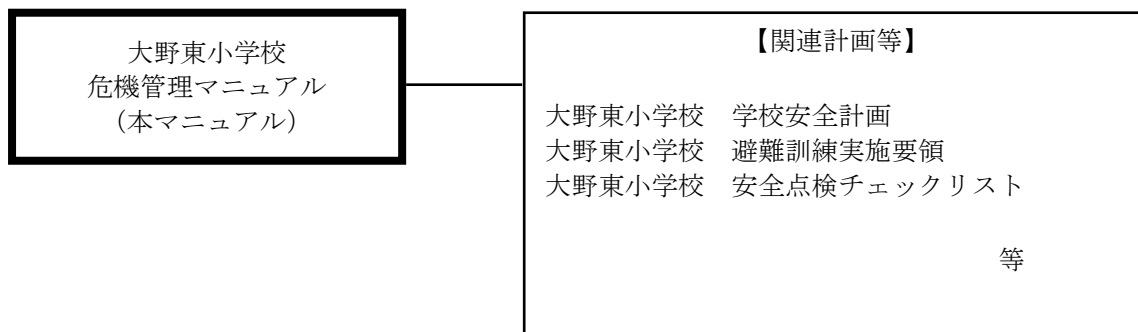 大野東小学校
危機管理マニュアル
(本マニュアル)
【関連計画等】
大野東小学校　学校安全計画
大野東小学校　避難訓練実施要領
大野東小学校　安全点検チェックリスト
等